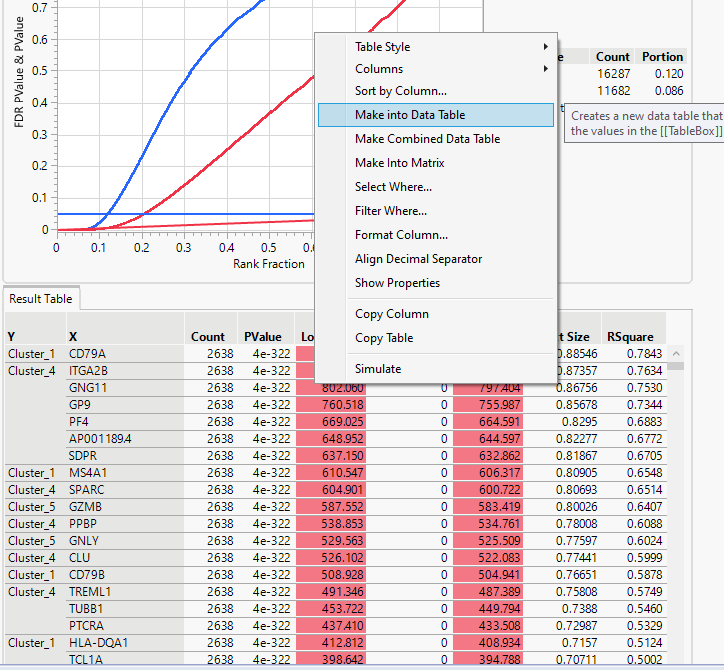 0.7
0.6
0.5
0.4
0.3
0.2
0.1
0
FDR PValue & PValue
0 0.1 0.2 0.3 0.4 0.5
Rank Fraction
Count Portion
16287 0.120
11682 0.086
Table Style
Columns
Sort by Column...
Make into Data Table
Make Combined Data Table
Make Into Matrix
Select Where...
Filter Where...
Format Column...
Align Decimal Separator
Show Properties
Copy Column
Copy Table
Simulate
Creates a new data table that
the values in the [[TableBox]]
Result Table
Y X Count PValue Lo t Size RSquare
Cluster_1 CD79A 2638 4e-322 0.88546 0.7843
Cluster_4 ITGA2B 2638 4e-322 0.87357 0.7634
GNG11 2638 4e-322 802.060 0 797.404 0.86756 0.7530
GP9 2638 4e-322 760.518 0 755.987 0.85678 0.7344
PF4 2638 4e-322 669.025 0 664.591 0.8295 0.6883
AP001189.4 2638 4e-322 648.952 0 644.597 0.82277 0.6772
SDPR 2638 4e-322 637.150 0 632.862 0.81867 0.6705
Cluster_1 MS4A1 2638 4e-322 610.547 0 606.317 0.80905 0.6548
Cluster_4 SPARC 2638 4e-322 604.901 0 600.722 0.80693 0.6514
Cluster_5 GZMB 2638 4e-322 587.552 0 583.419 0.80026 0.6407
Cluster_4 PPBP 2638 4e-322 538.853 0 534.761 0.78008 0.6088
Cluster_5 GNLY 2638 4e-322 529.563 0 525.509 0.77597 0.6024
Cluster_4 CLU 2638 4e-322 526.102 0 522.083 0.77441 0.5999
Cluster_1 CD79B 2638 4e-322 508.928 0 504.941 0.76651 0.5878
Cluster_4 TREML1 2638 4e-322 491.346 0 487.389 0.75808 0.5749
TUBB1 2638 4e-322 453.722 0 449.794 0.7388 0.5460
PTCRA 2638 4e-322 437.410 0 433.508 0.72987 0.5329
Cluster_1 HLA-DQA1 2638 4e-322 412.812 0 408.934 0.7157 0.5124
TCL1A 2638 4e-322 398.642 0 394.788 0.70711 0.5002